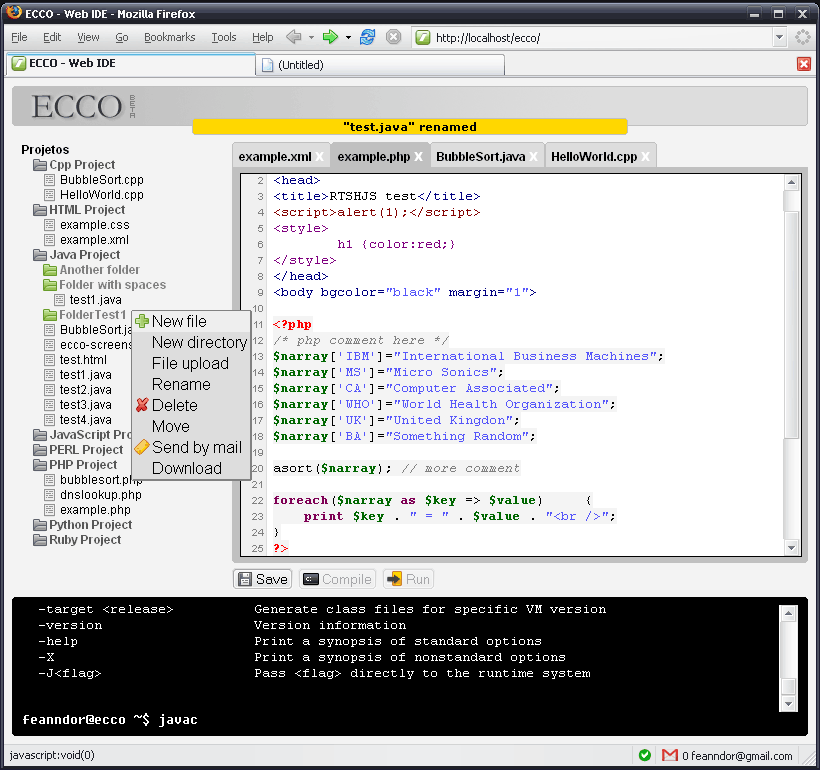 ECCO - Web IDE - Mozilla Firefox
File Edit View Go Bookmarks Tools Help http://localhost/ecco/
ECCO - Web IDE (Untitled)
ECCO BETA
"test.java" renamed
Projetos
Cpp Project
BubbleSort.cpp
HelloWorld.cpp
HTML Project
example.css
example.xml
Java Project
Another folder
Folder with spaces
test1.java
FolderTest1
BubbleSort.ja
ecco-screens
test.html
test1.java
test2.java
test3.java
test4.java
JavaScript Pro
PERL Project
PHP Project
bubblesort.php
dnslookup.php
example.php
Python Project
Ruby Project
New file
New directory
File upload
Rename
Delete
Move
Send by mail
Download
example.xml x example.php x BubbleSort.java x HelloWorld.cpp x
2 <head>
3 <title>RTSHJS test</title>
4 <script>alert(1);</script>
5 <style>
6 h1 {color:red;}
7 </style>
8 </head>
9 <body bgcolor="black" margin="1">
10
11 <?php
12 /* php comment here */
13 $narray['IBM']="International Business Machines";
14 $narray['MS']="Micro Sonics";
15 $narray['CA']="Computer Associated";
16 $narray['WHO']="World Health Organization";
17 $narray['UK']="United Kingdon";
18 $narray['BA']="Something Random";
19
20 asort($narray); // more comment
21
22 foreach($narray as $key => $value) {
23 print $key . " = " . $value . "<br />";
24 }
25 ?>
Save Compile Run
-target <release> Generate class files for specific VM version
-version Version information
-help Print a synopsis of standard options
-X Print a synopsis of nonstandard options
-J<flag> Pass <flag> directly to the runtime system
feanndor@ecco ~$ javac
javascript:void(0) 0 feanndor@gmail.com